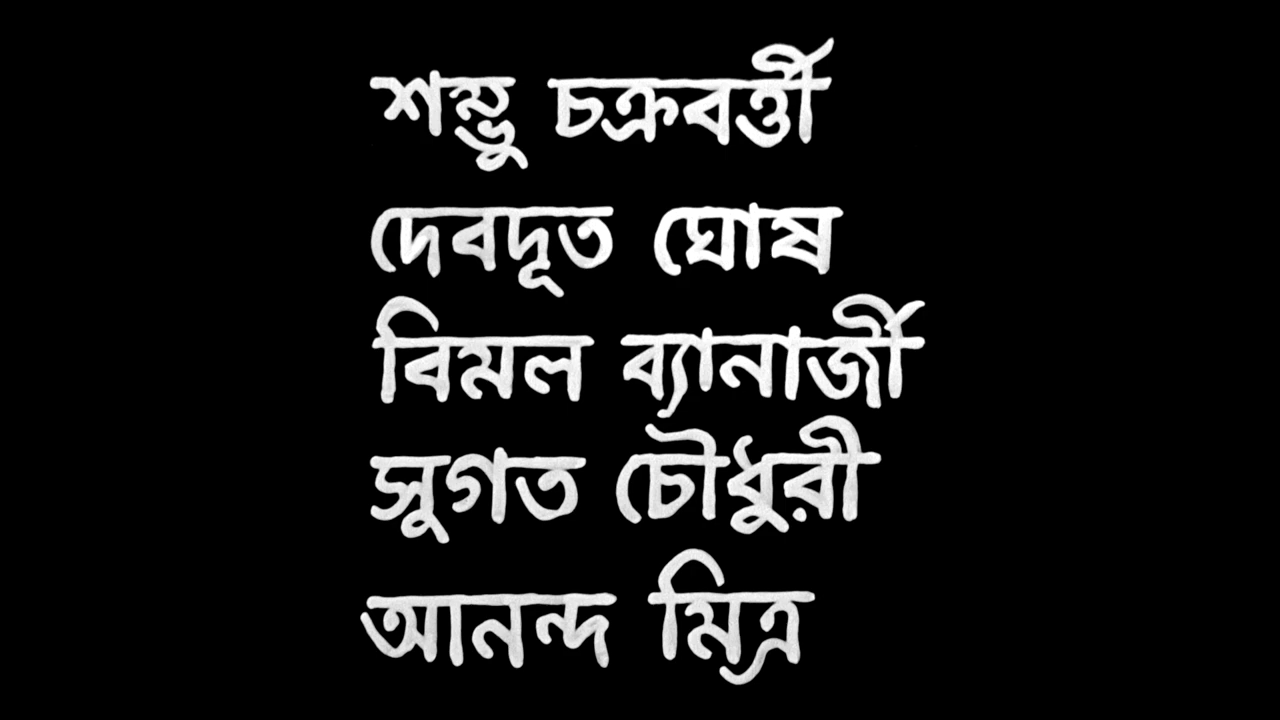 শম্ভু চক্রবর্ত্তী
দেবদূত ঘোষ
বিমল ব্যানার্জী
সুগত চৌধুরী
আনন্দ মিত্র